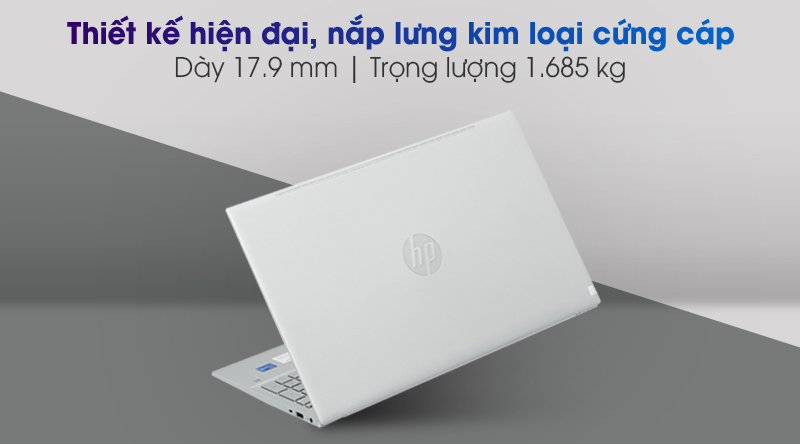 Thiết kế hiện đại, nắp lưng kim loại cứng cáp
Dày 17.9 mm | Trọng lượng 1.685 kg
hp